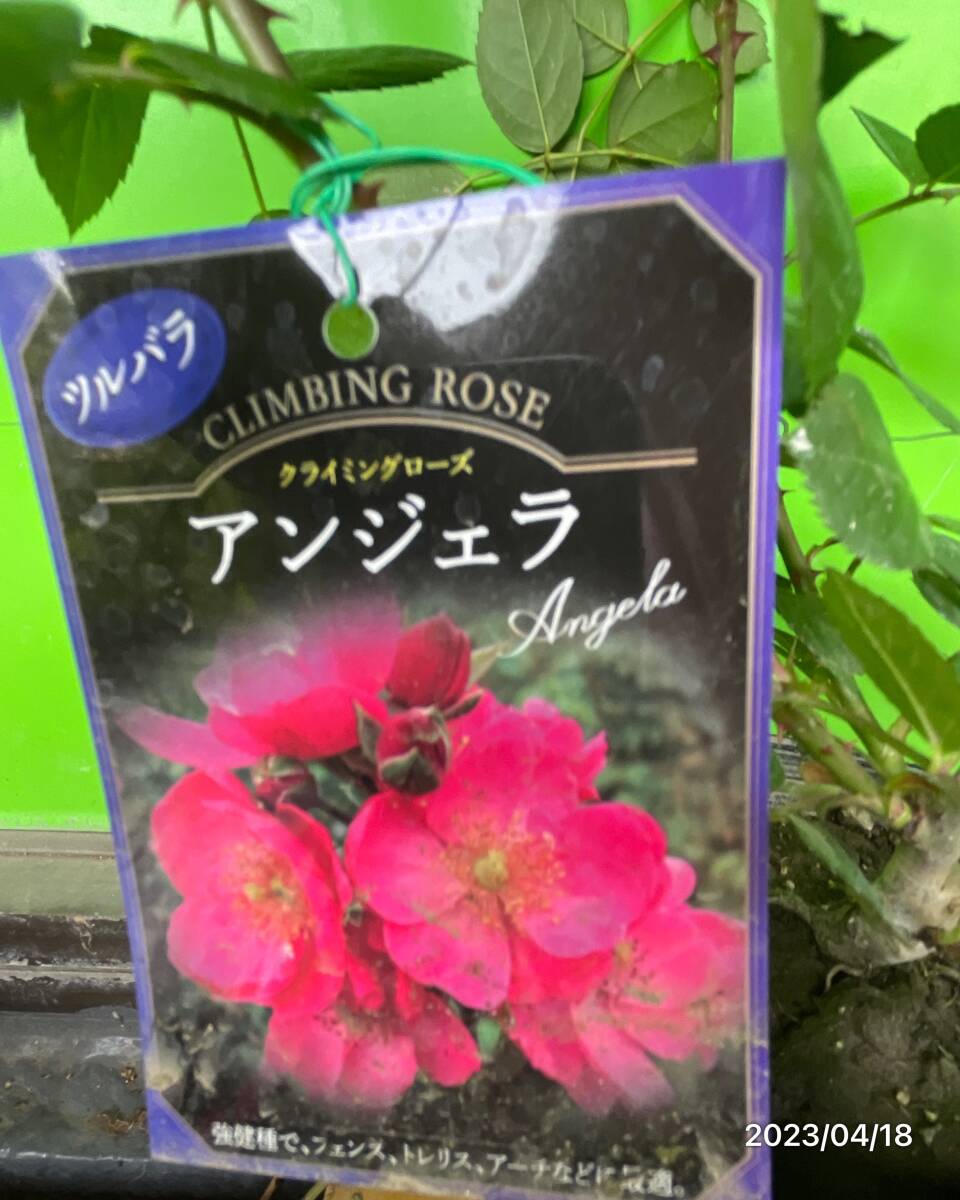 ツルバラ
CLIMBING ROSE
クライミングローズ
アンジェラ
Angela
強健種で、フェンス、トレリス、アーチなどに最適。
2023/04/18